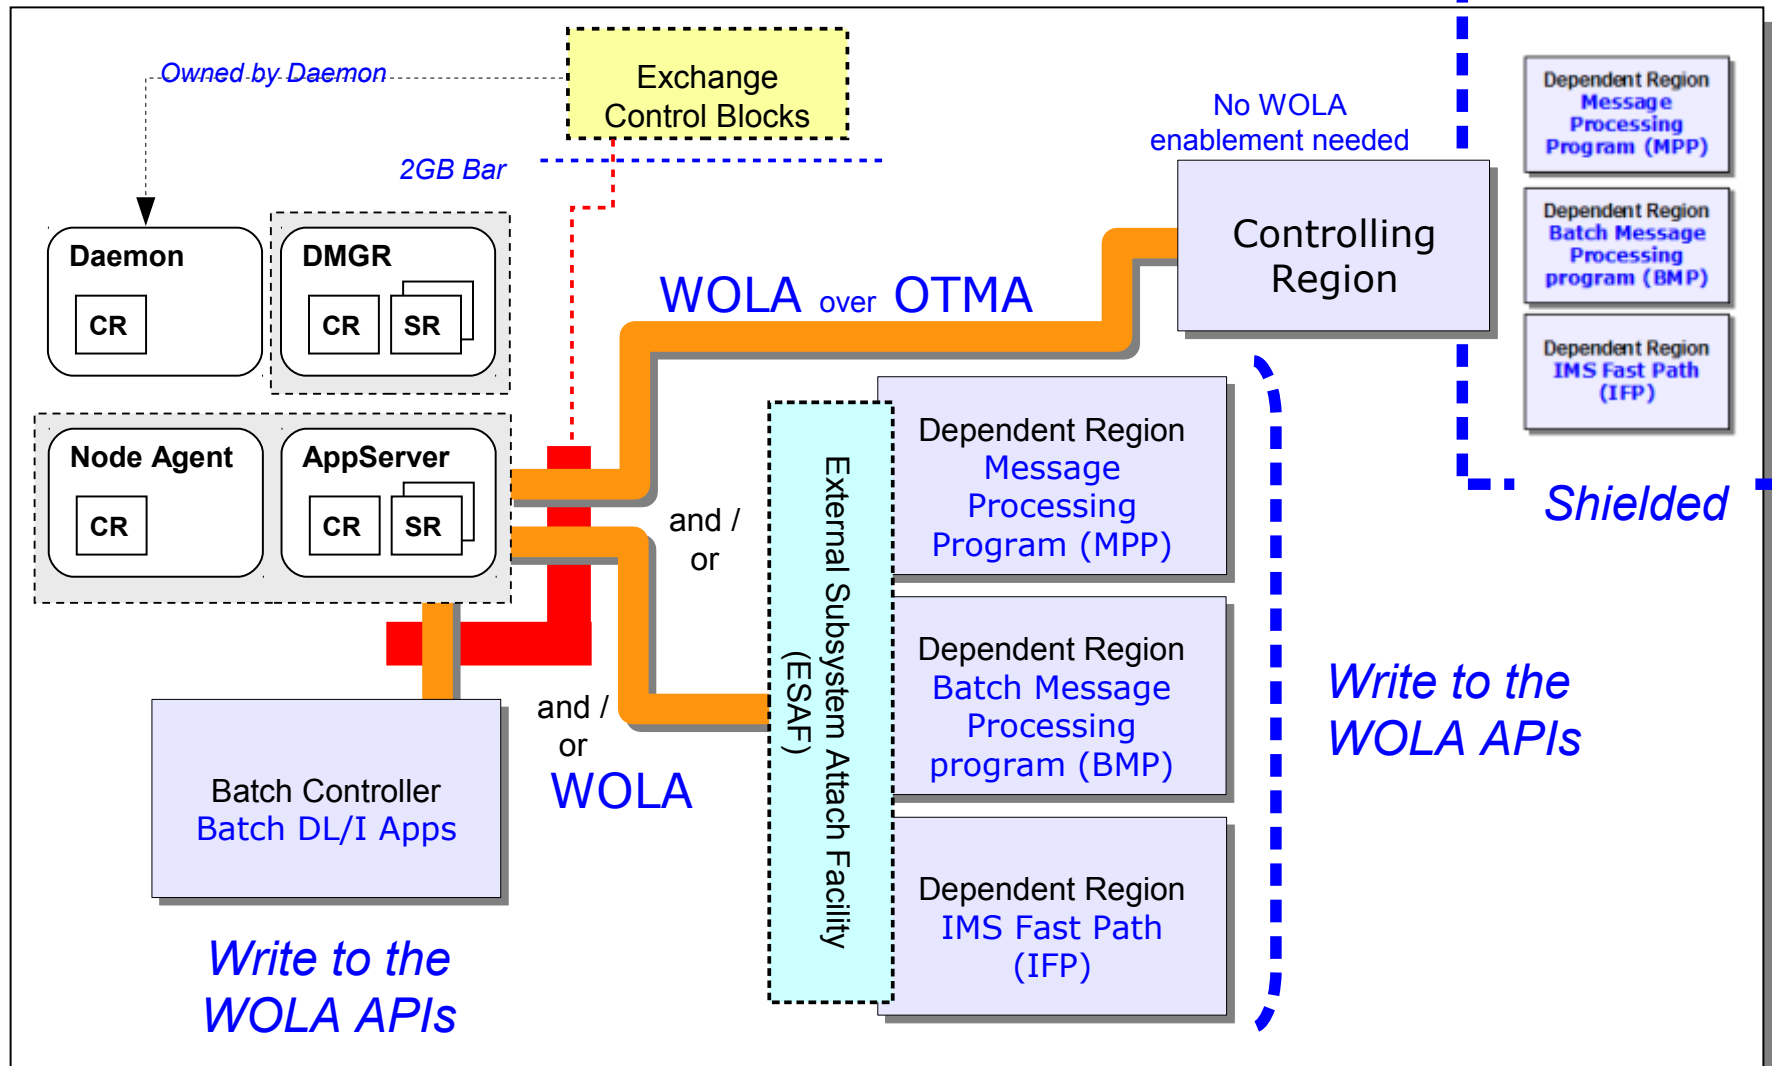 Owned by Daemon
Exchange
Control Blocks
2GB Bar
No WOLA
enablement needed
Dependent Region
Message
Processing
Program (MPP)
Dependent Region
Batch Message
Processing
program (BMP)
Dependent Region
IMS Fast Path
(IFP)
Shielded
Controlling
Region
Daemon
CR
DMGR
CR
SR
WOLA over OTMA
Node Agent
CR
AppServer
CR
SR
and /
or
External Subsystem Attach Facility
(ESAF)
Dependent Region
Message
Processing
Program (MPP)
Dependent Region
Batch Message
Processing
program (BMP)
Dependent Region
IMS Fast Path
(IFP)
Write to the
WOLA APIs
and /
or
WOLA
Batch Controller
Batch DL/I Apps
Write to the
WOLA APIs